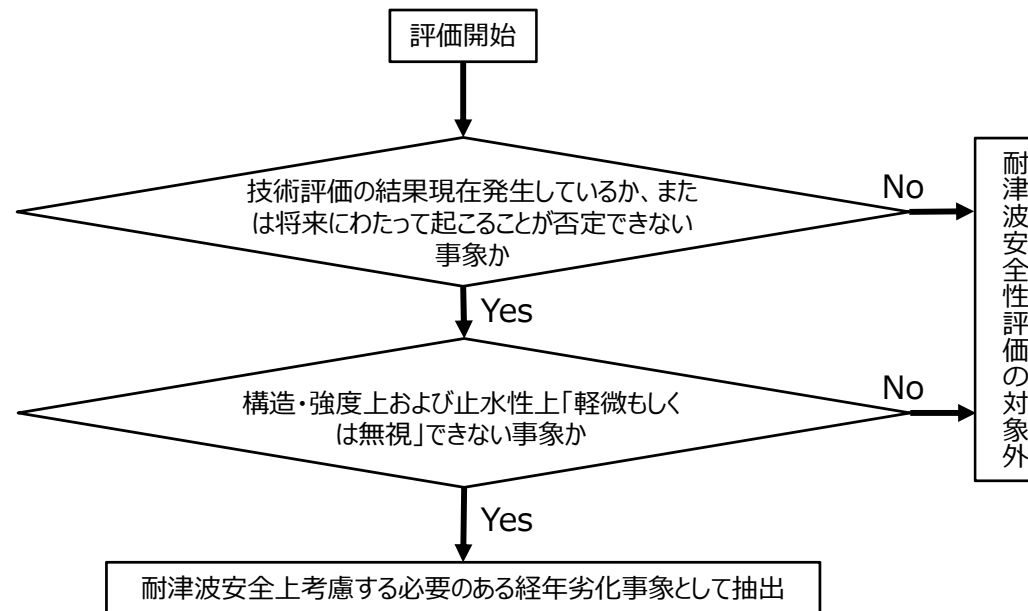 評価開始
技術評価の結果現在発生しているか、また
は将来にわたって起こることが否定できない
事象か
No
Yes
構造・強度上および止水性上「軽微もしく
は無視」できない事象か
No
Yes
耐津波安全上考慮する必要のある経年劣化事象として抽出
耐津波安全性評価の対象外